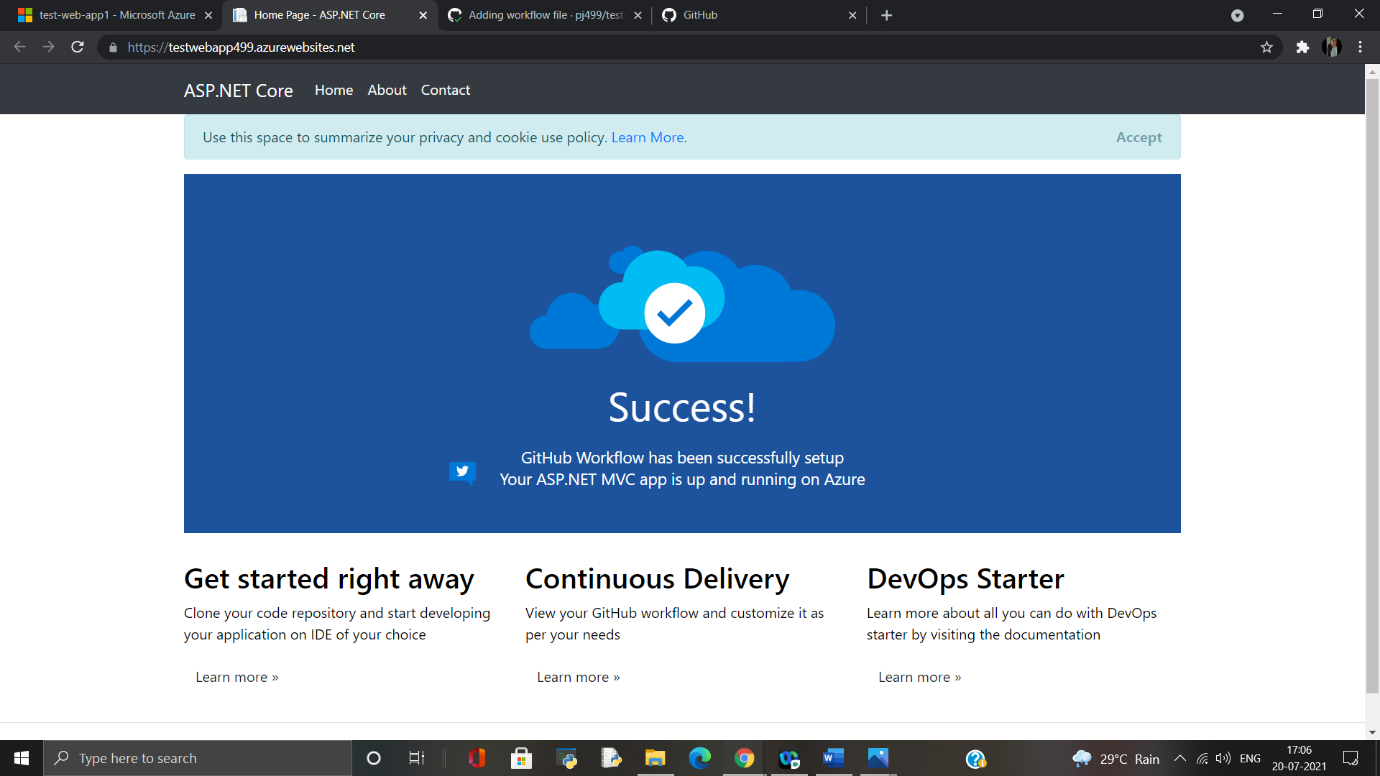 test-web-app1 - Microsoft Azure
Home Page - ASP.NET Core
Adding workflow file · pj499/test-
GitHub
https://testwebapp499.azurewebsites.net
ASP.NET Core Home About Contact
Use this space to summarize your privacy and cookie use policy. Learn More. Accept
Success!
GitHub Workflow has been successfully setup
Your ASP.NET MVC app is up and running on Azure
Get started right away
Clone your code repository and start developing
your application on IDE of your choice
Learn more »
Continuous Delivery
View your GitHub workflow and customize it as
per your needs
Learn more »
DevOps Starter
Learn more about all you can do with DevOps
starter by visiting the documentation
Learn more »
Type here to search
29°C Rain
ENG
17:06
20-07-2021